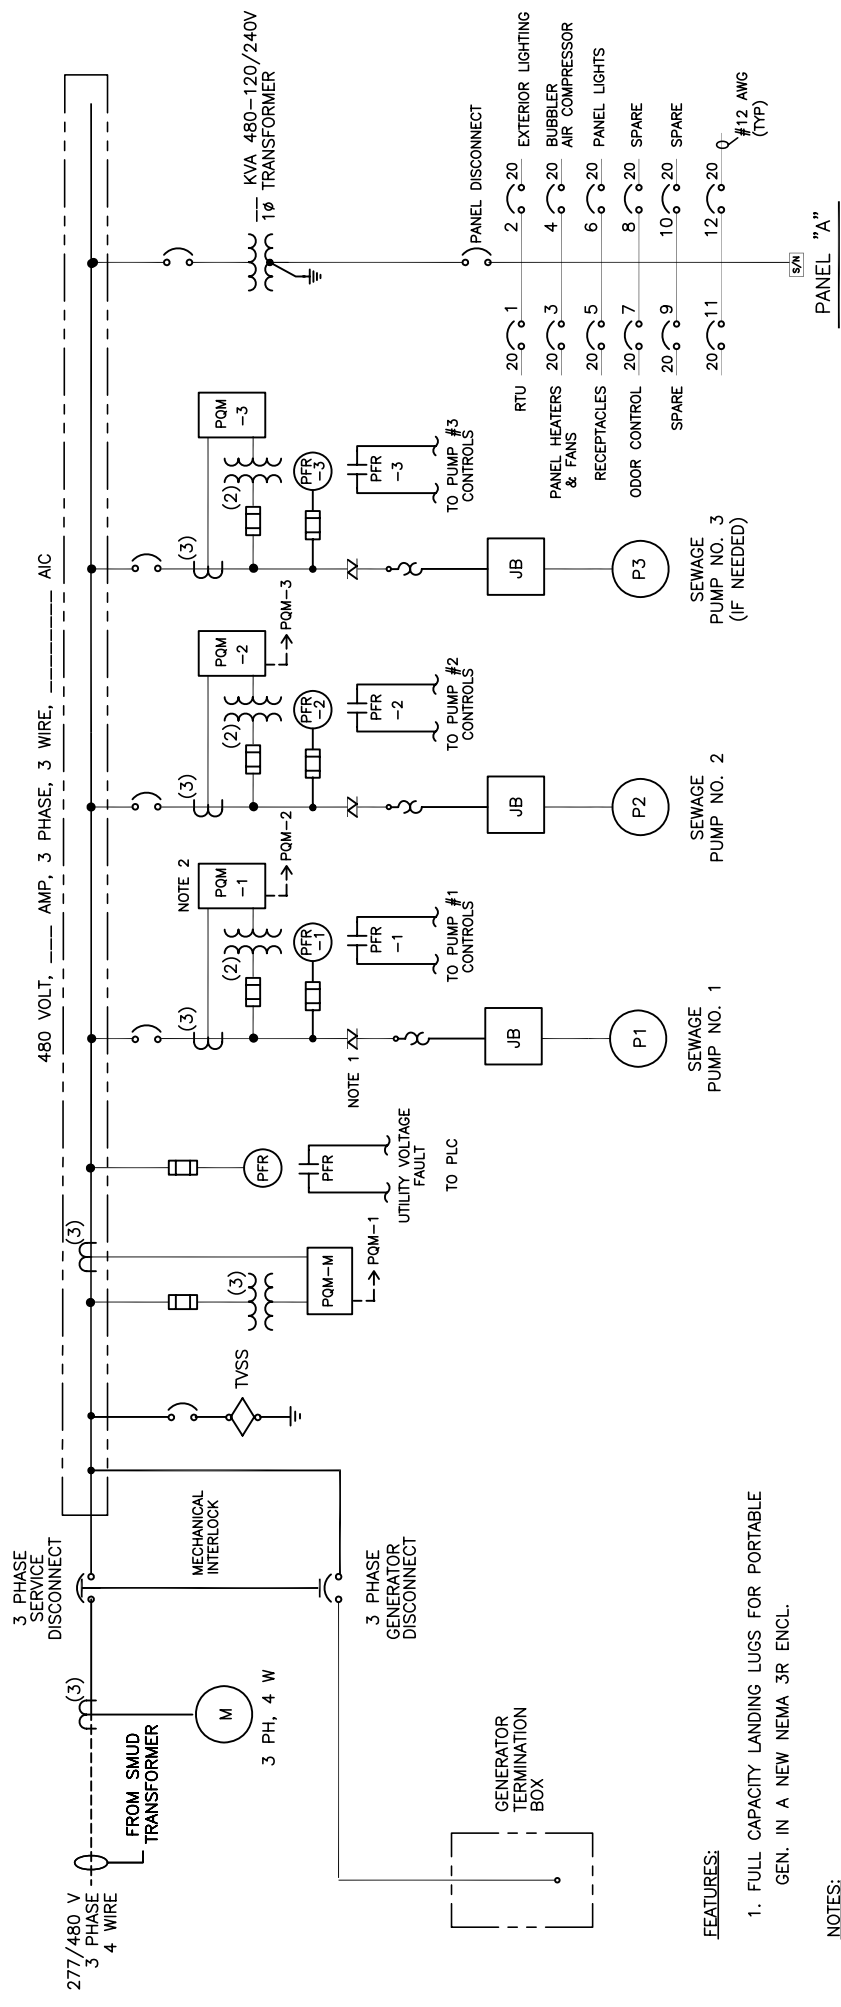 480 VOLT, ____ AMP, 3 PHASE, 3 WIRE, __________ AIC
277/480 V
3 PHASE
4 WIRE
FROM SMUD
TRANSFORMER
(3)
M
3 PH, 4 W
3 PHASE
SERVICE
DISCONNECT
MECHANICAL
INTERLOCK
3 PHASE
GENERATOR
DISCONNECT
GENERATOR
TERMINATION
BOX
TVSS
(3)
(3)
PQM-M
PQM-1
PFR
PFR
UTILITY VOLTAGE
FAULT
TO PLC
(3)
NOTE 2
PQM
-1
PQM-2
(2)
PFR
-1
PFR
-1
TO PUMP #1
CONTROLS
NOTE 1
JB
P1
SEWAGE
PUMP NO. 1
(3)
PQM
-2
PQM-3
(2)
PFR
-2
PFR
-2
TO PUMP #2
CONTROLS
JB
P2
SEWAGE
PUMP NO. 2
(3)
PQM
-3
(2)
PFR
-3
PFR
-3
TO PUMP #3
CONTROLS
JB
P3
SEWAGE
PUMP NO. 3
(IF NEEDED)
___ KVA 480-120/240V
1ø TRANSFORMER
PANEL DISCONNECT
RTU 20 1 2 20 EXTERIOR LIGHTING
PANEL HEATERS
& FANS
20 3 4 20
BUBBLER
AIR COMPRESSOR
RECEPTACLES 20 5 6 20 PANEL LIGHTS
ODOR CONTROL 20 7 8 20 SPARE
SPARE 20 9 10 20 SPARE
20 11 12 20
#12 AWG
(TYP)
S/N
PANEL "A"
FEATURES:
1. FULL CAPACITY LANDING LUGS FOR PORTABLE
GEN. IN A NEW NEMA 3R ENCL.
NOTES: